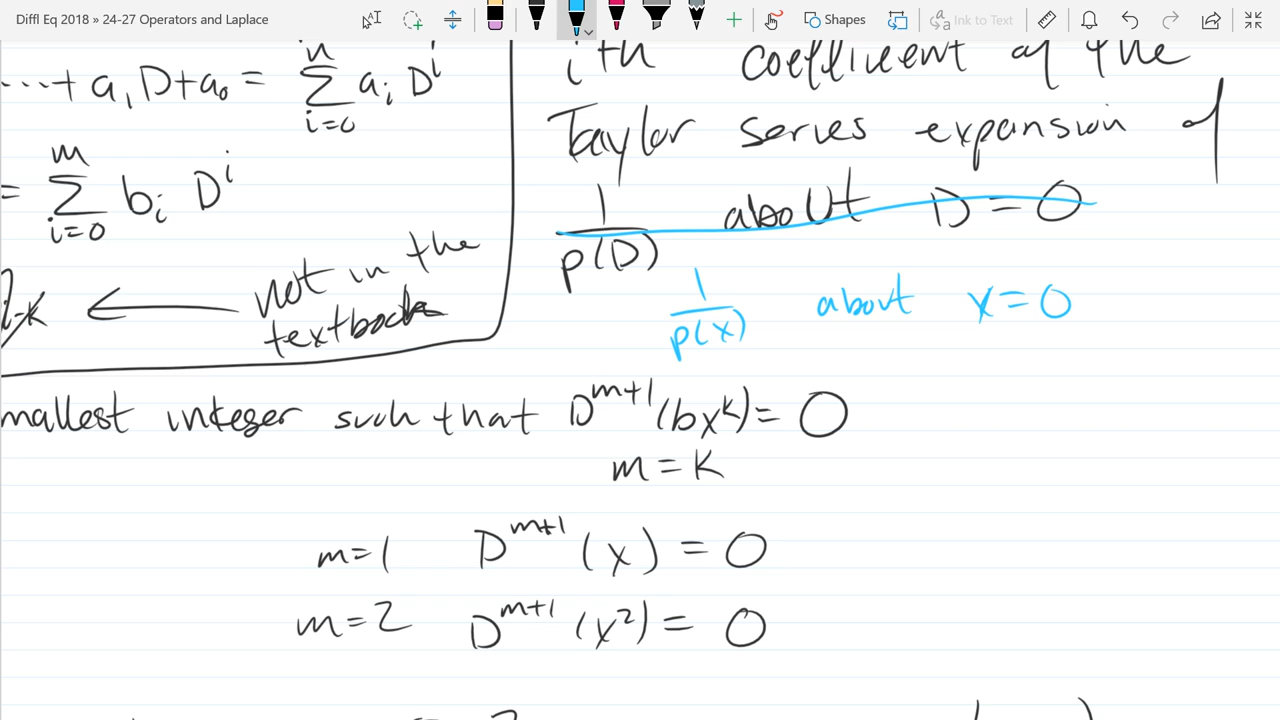 Diffl Eq 2018 » 24-27 Operators and Laplace
Shapes
Ink to Text
···+ a₁D+a₀ = ∑ⁿᵢ₌₀ aᵢ Dⁱ
= ∑ᵐᵢ₌₀ bᵢ Dⁱ
not in the
textbook
ith coefficient of the
Taylor series expansion of
1/p(D) about D = 0
1/p(x) about x = 0
mallest integer such that Dᵐ⁺¹(bxᵏ) = 0
m = k
m=1 Dᵐ⁺¹(x) = 0
m=2 Dᵐ⁺¹(x²) = 0